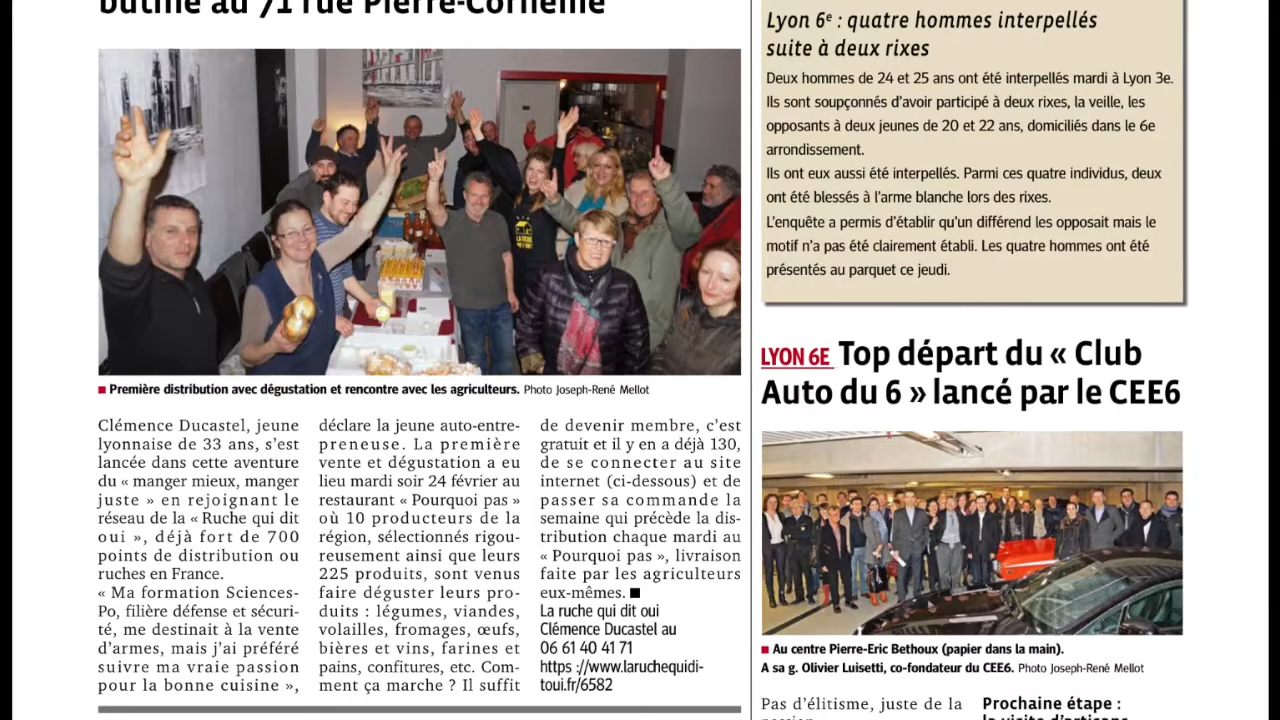 butine au 71 rue Pierre-Corneille
Première distribution avec dégustation et rencontre avec les agriculteurs. Photo Joseph-René Mellot
Clémence Ducastel, jeune
lyonnaise de 33 ans, s'est
lancée dans cette aventure
du « manger mieux, manger
juste » en rejoignant le
réseau de la « Ruche qui dit
oui », déjà fort de 700
points de distribution ou
ruches en France.
« Ma formation Sciences-
Po, filière défense et sécuri-
té, me destinait à la vente
d'armes, mais j'ai préféré
suivre ma vraie passion
pour la bonne cuisine »,
déclare la jeune auto-entre-
preneuse. La première
vente et dégustation a eu
lieu mardi soir 24 février au
restaurant « Pourquoi pas »
où 10 producteurs de la
région, sélectionnés rigou-
reusement ainsi que leurs
225 produits, sont venus
faire déguster leurs pro-
duits : légumes, viandes,
volailles, fromages, œufs,
bières et vins, farines et
pains, confitures, etc. Com-
ment ça marche ? Il suffit
de devenir membre, c'est
gratuit et il y en a déjà 130,
de se connecter au site
internet (ci-dessous) et de
passer sa commande la
semaine qui précède la dis-
tribution chaque mardi au
« Pourquoi pas », livraison
faite par les agriculteurs
eux-mêmes.
La ruche qui dit oui
Clémence Ducastel au
06 61 40 41 71
https ://www.laruchequidi-
toui.fr/6582
Lyon 6e : quatre hommes interpellés
suite à deux rixes
Deux hommes de 24 et 25 ans ont été interpellés mardi à Lyon 3e.
Ils sont soupçonnés d'avoir participé à deux rixes, la veille, les
opposants à deux jeunes de 20 et 22 ans, domiciliés dans le 6e
arrondissement.
Ils ont eux aussi été interpellés. Parmi ces quatre individus, deux
ont été blessés à l'arme blanche lors des rixes.
L'enquête a permis d'établir qu'un différend les opposait mais le
motif n'a pas été clairement établi. Les quatre hommes ont été
présentés au parquet ce jeudi.
LYON 6E Top départ du « Club
Auto du 6 » lancé par le CEE6
Au centre Pierre-Eric Bethoux (papier dans la main).
A sa g. Olivier Luisetti, co-fondateur du CEE6. Photo Joseph-René Mellot
Pas d'élitisme, juste de la
Prochaine étape :